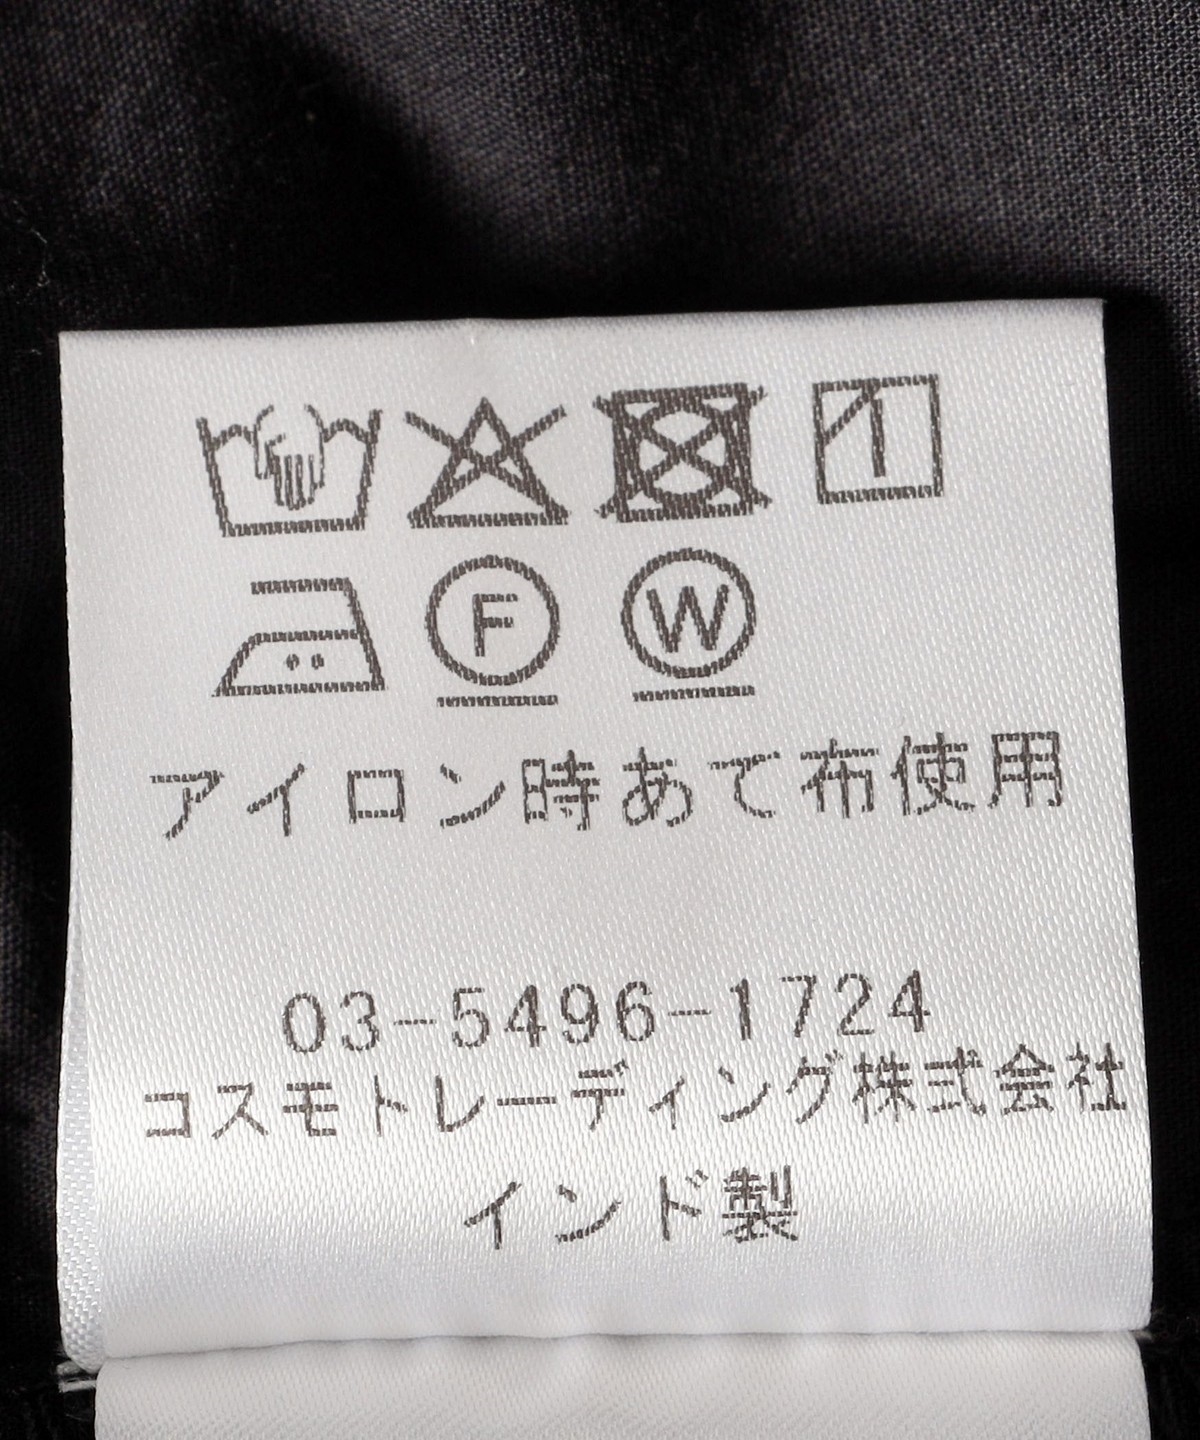 F W
アイロン時あて布使用
03-5496-1724
コスモトレーディング株式会社
インド製